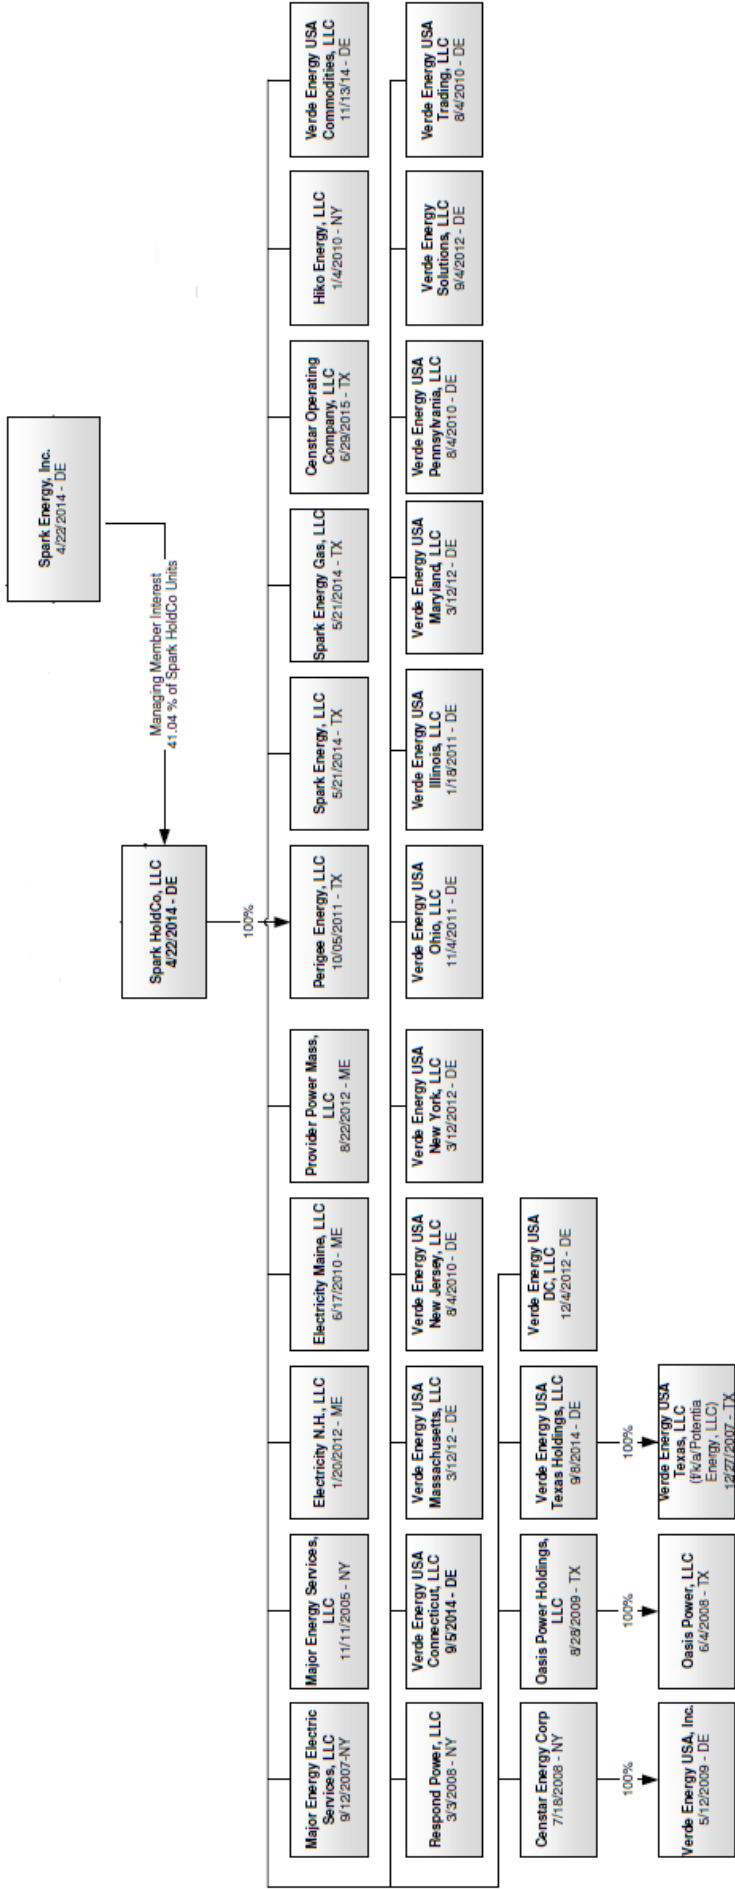 Spark Energy, Inc.
4/22/2014 - DE
Managing Member Interest
41.04 % of Spark HoldCo Units
Spark HoldCo, LLC
4/22/2014 - DE
100%
Major Energy Electric
Services, LLC
9/12/2007-NY
Major Energy Services,
LLC
11/11/2005 - NY
Electricity N.H., LLC
1/20/2012 - ME
Electricity Maine, LLC
6/17/2010 - ME
Provider Power Mass,
LLC
8/22/2012 - ME
Perigee Energy, LLC
10/05/2011 - TX
Spark Energy, LLC
5/21/2014 - TX
Spark Energy Gas, LLC
5/21/2014 - TX
Censtar Operating
Company, LLC
6/29/2015 - TX
Hiko Energy, LLC
1/4/2010 - NY
Verde Energy USA
Commodities, LLC
11/13/14 - DE
Respond Power, LLC
3/3/2008 - NY
Verde Energy USA
Connecticut, LLC
9/5/2014 - DE
Verde Energy USA
Massachusetts, LLC
3/12/12 - DE
Verde Energy USA
New Jersey, LLC
8/4/2010 - DE
Verde Energy USA
New York, LLC
3/12/2012 - DE
Verde Energy USA
Ohio, LLC
11/4/2011 - DE
Verde Energy USA
Illinois, LLC
1/18/2011 - DE
Verde Energy USA
Maryland, LLC
3/12/12 - DE
Verde Energy USA
Pennsylvania, LLC
8/4/2010 - DE
Verde Energy
Solutions, LLC
9/4/2012 - DE
Verde Energy USA
Trading, LLC
8/4/2010 - DE
Censtar Energy Corp
7/18/2008 - NY
Oasis Power Holdings,
LLC
8/28/2009 - TX
Verde Energy USA
Texas Holdings, LLC
9/8/2014 - DE
Verde Energy USA
DC, LLC
12/4/2012 - DE
100%
100%
100%
Verde Energy USA, Inc.
5/12/2009 - DE
Oasis Power, LLC
6/4/2008 - TX
Verde Energy USA
Texas, LLC
(f/k/a/Potentia
Energy, LLC)
12/27/2007 - TX